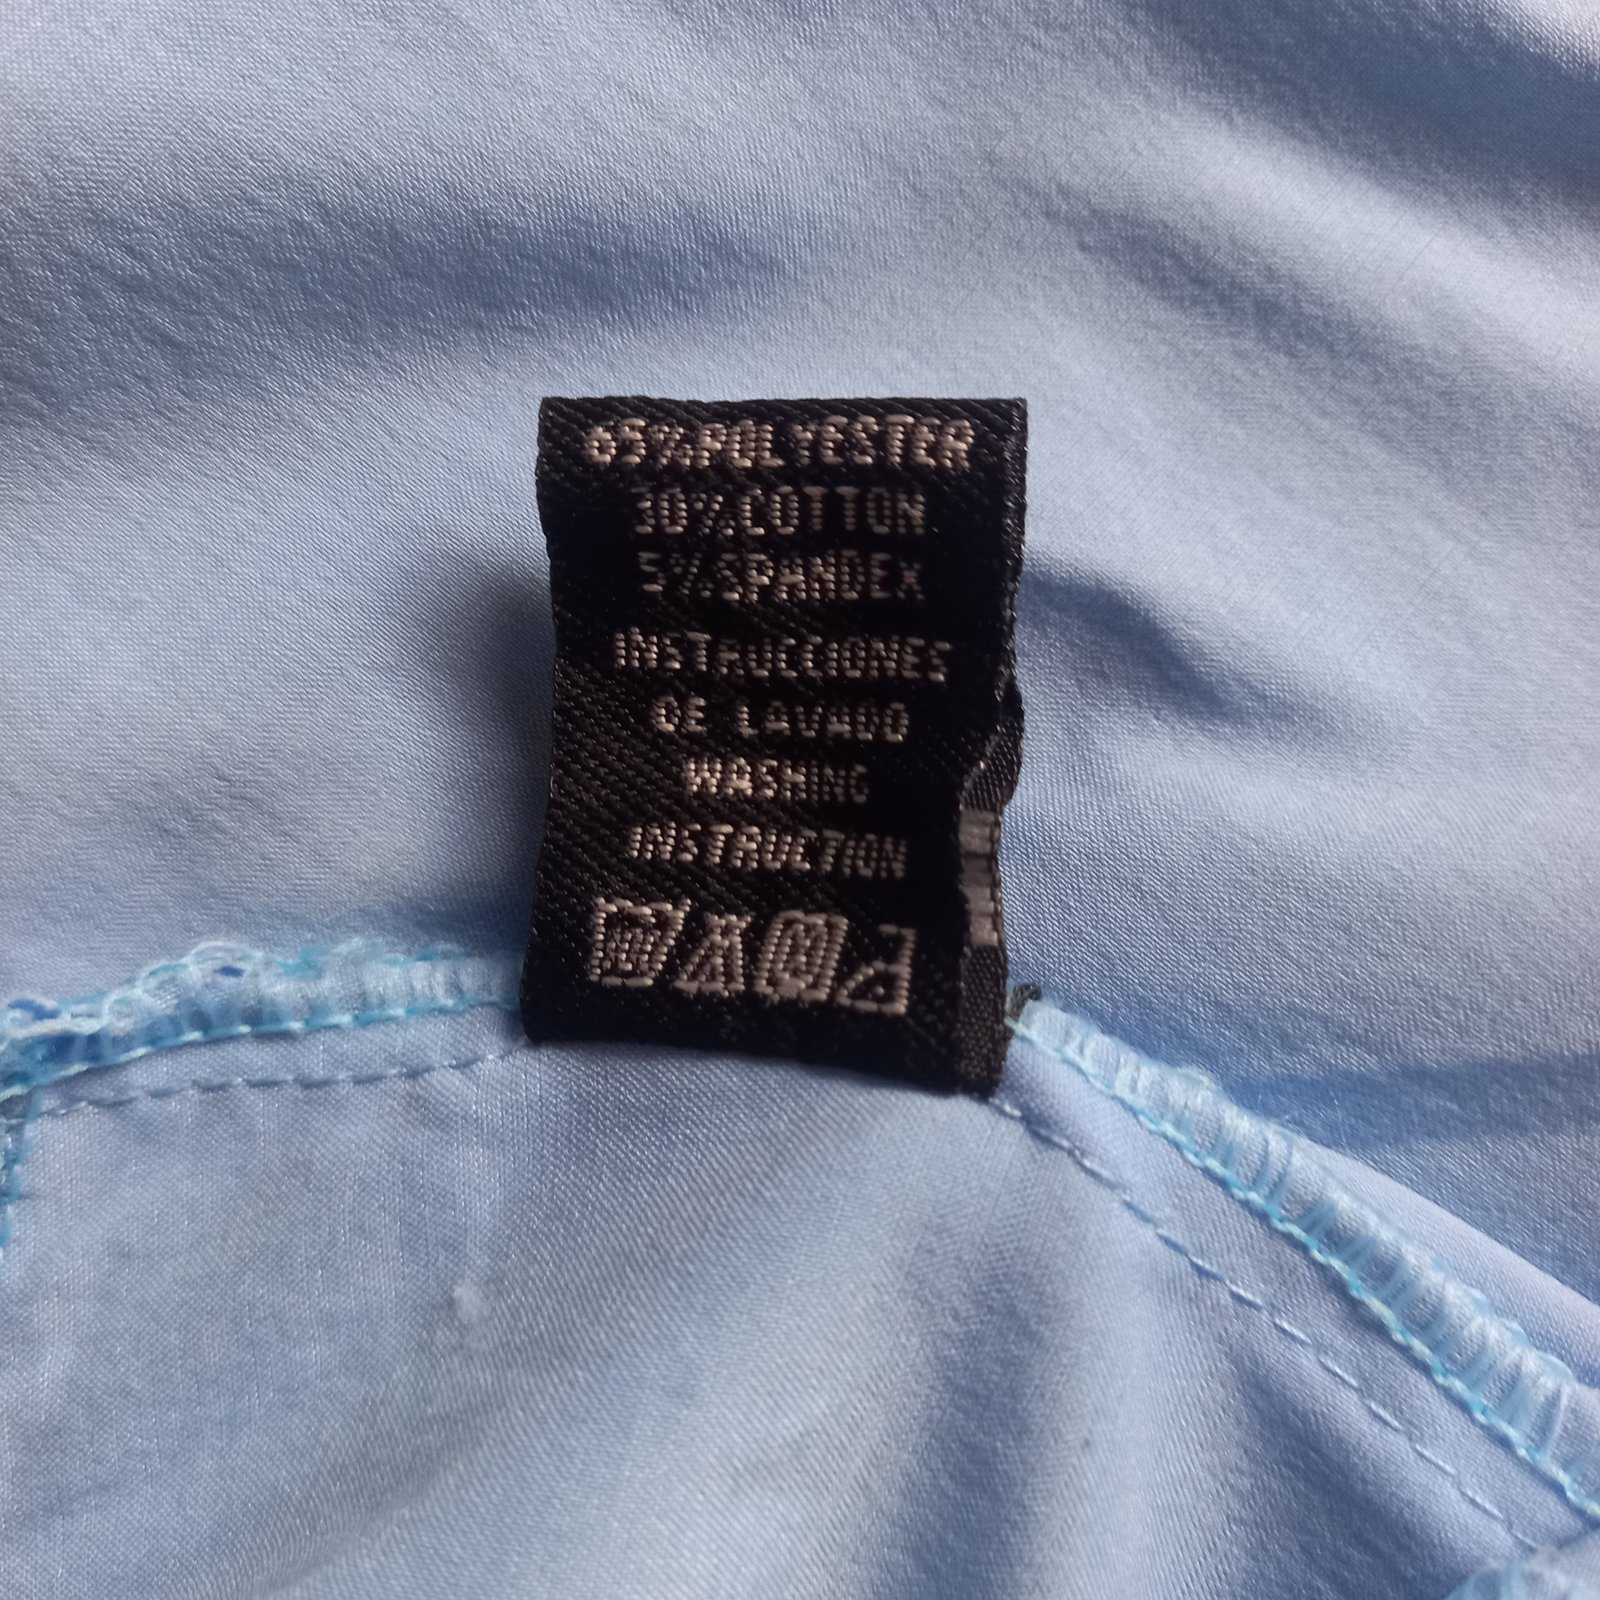 65%POLYESTER
30%COTTON
5%SPANDEX
INSTRUCCIONES
DE LAVADO
WASHING
INSTRUCTION